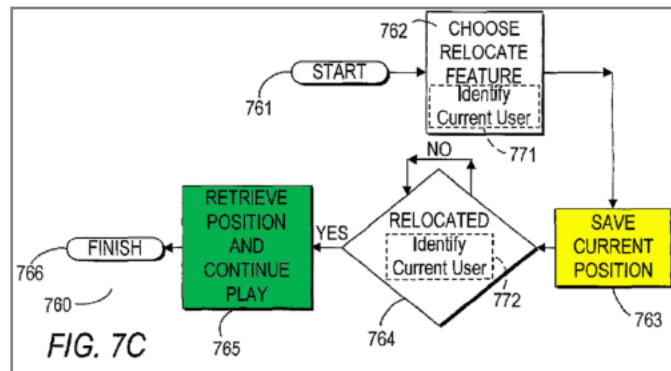 762
CHOOSE
RELOCATE
FEATURE
Identify
Current User
771
START
761
NO
RETRIEVE
POSITION
AND
CONTINUE
PLAY
765
YES
RELOCATED
Identify
Current User
772
764
SAVE
CURRENT
POSITION
763
FINISH
766
760
FIG. 7C